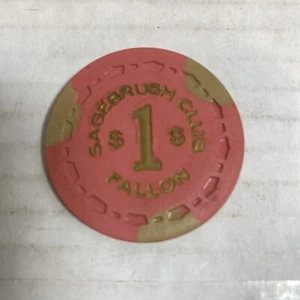 SAGEBRUSH CLUB
$ 1 $
FALLON